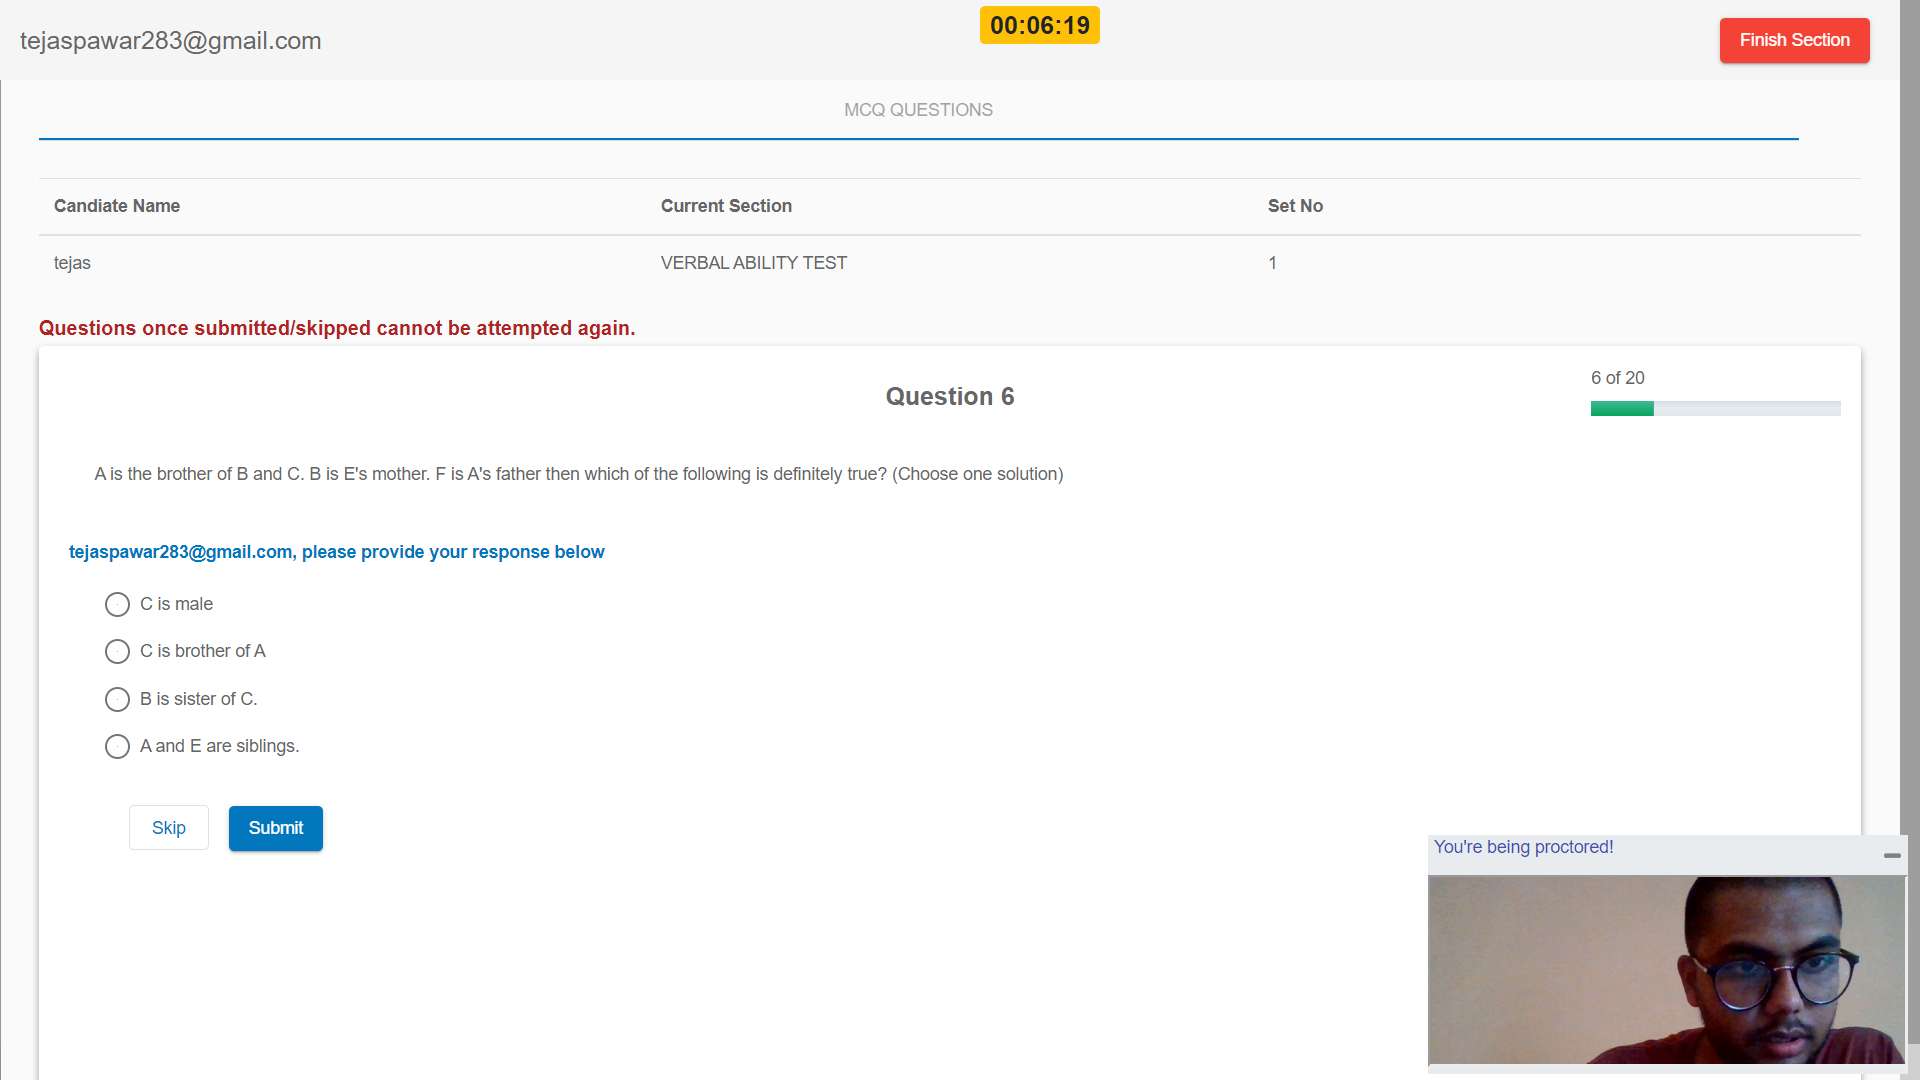 tejaspawar283@gmail.com
00:06:19
Finish Section
MCQ QUESTIONS
Candiate Name Current Section Set No
tejas VERBAL ABILITY TEST 1
Questions once submitted/skipped cannot be attempted again.
6 of 20
Question 6
A is the brother of B and C. B is E's mother. F is A's father then which of the following is definitely true? (Choose one solution)
tejaspawar283@gmail.com, please provide your response below
C is male
C is brother of A
B is sister of C.
A and E are siblings.
Skip Submit
You're being proctored!